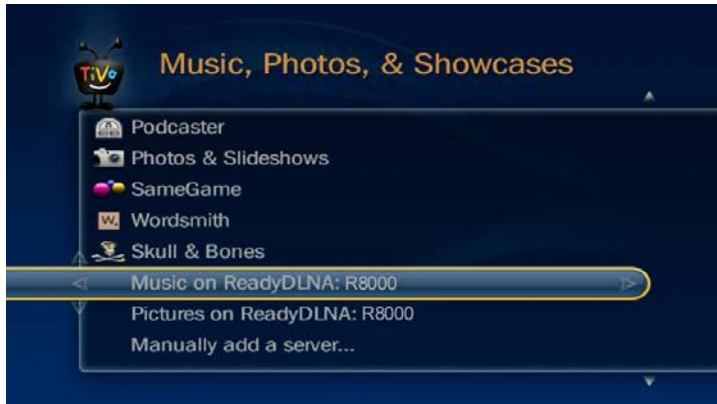 TiVo
Music, Photos, & Showcases
Podcaster
Photos & Slideshows
SameGame
W. Wordsmith
Skull & Bones
Music on ReadyDLNA: R8000
Pictures on ReadyDLNA: R8000
Manually add a server...